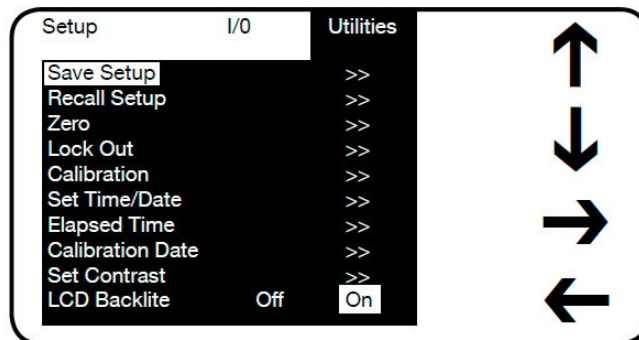 Setup I/0 Utilities
Save Setup >>
Recall Setup >>
Zero >>
Lock Out >>
Calibration >>
Set Time/Date >>
Elapsed Time >>
Calibration Date >>
Set Contrast >>
LCD Backlite Off On